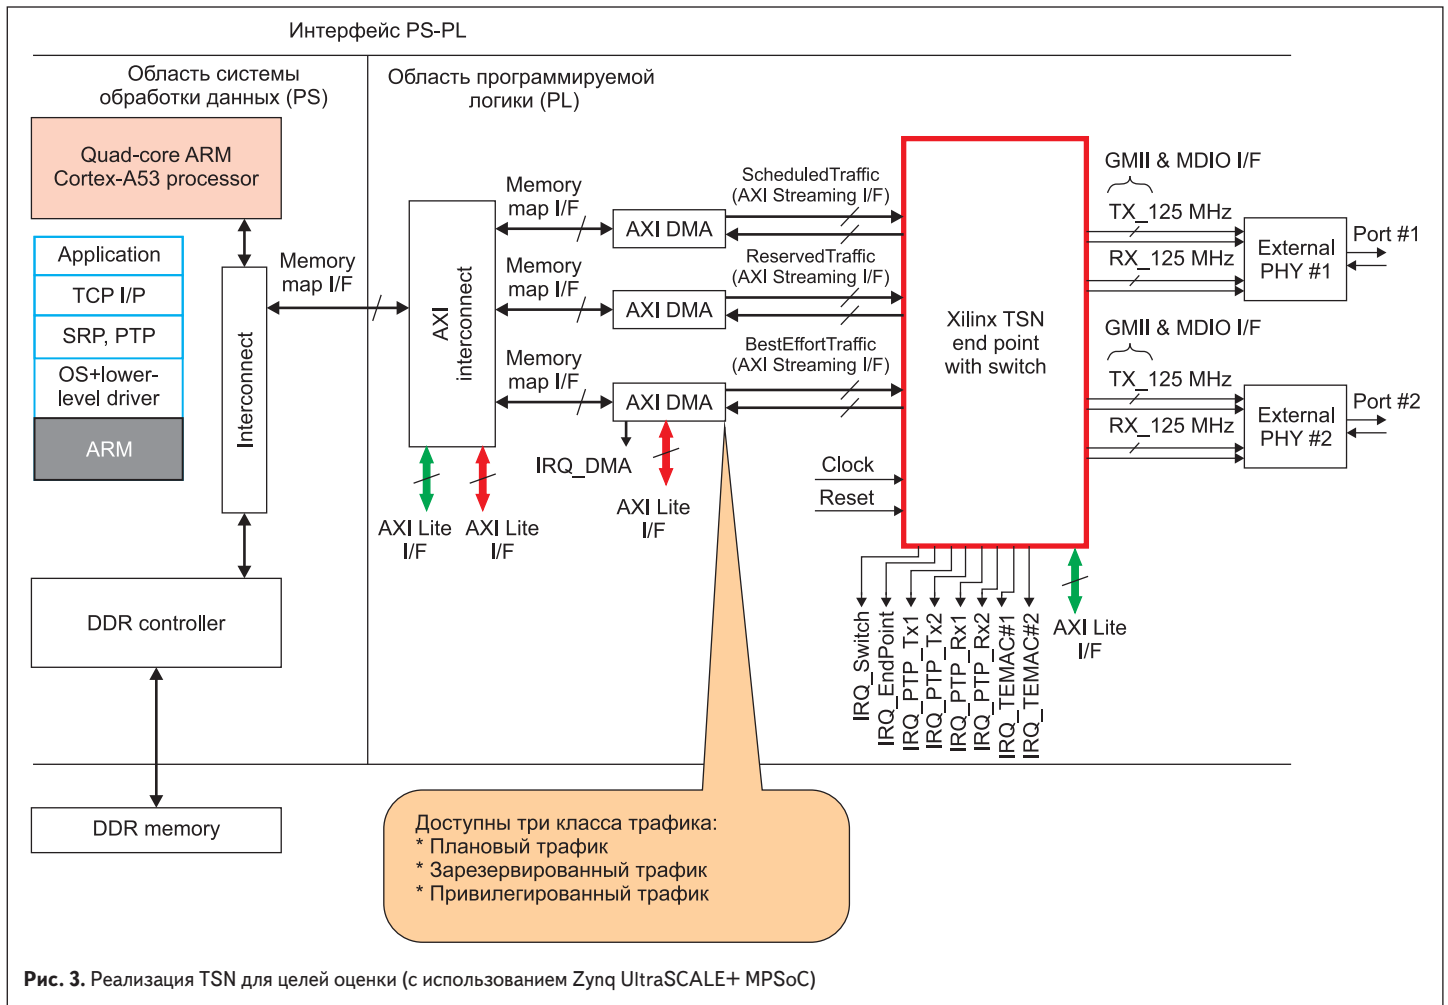 Интерфейс PS-PL
Область системы
обработки данных (PS)
Область программируемой
логики (PL)
Quad-core ARM
Cortex-A53 processor
Application
TCP I/P
SRP, PTP
OS+lower-
level driver
ARM
Interconnect
Memory
map I/F
DDR controller
DDR memory
AXI
interconnect
Memory
map I/F
Memory
map I/F
Memory
map I/F
AXI DMA
AXI DMA
AXI DMA
IRQ_DMA
AXI Lite
I/F
AXI Lite
I/F
AXI Lite
I/F
ScheduledTraffic
(AXI Streaming I/F)
ReservedTraffic
(AXI Streaming I/F)
BestEffortTraffic
(AXI Streaming I/F)
Clock
Reset
Xilinx TSN
end point
with switch
IRQ_Switch
IRQ_EndPoint
IRQ_PTP_Tx1
IRQ_PTP_Tx2
IRQ_PTP_Rx1
IRQ_PTP_Rx2
IRQ_TEMAC#1
IRQ_TEMAC#2
AXI Lite
I/F
GMII & MDIO I/F
TX_125 MHz
RX_125 MHz
External
PHY #1
Port #1
GMII & MDIO I/F
TX_125 MHz
RX_125 MHz
External
PHY #2
Port #2
Доступны три класса трафика:
* Плановый трафик
* Зарезервированный трафик
* Привилегированный трафик
Рис. 3. Реализация TSN для целей оценки (с использованием Zynq UltraSCALE+ MPSoC)